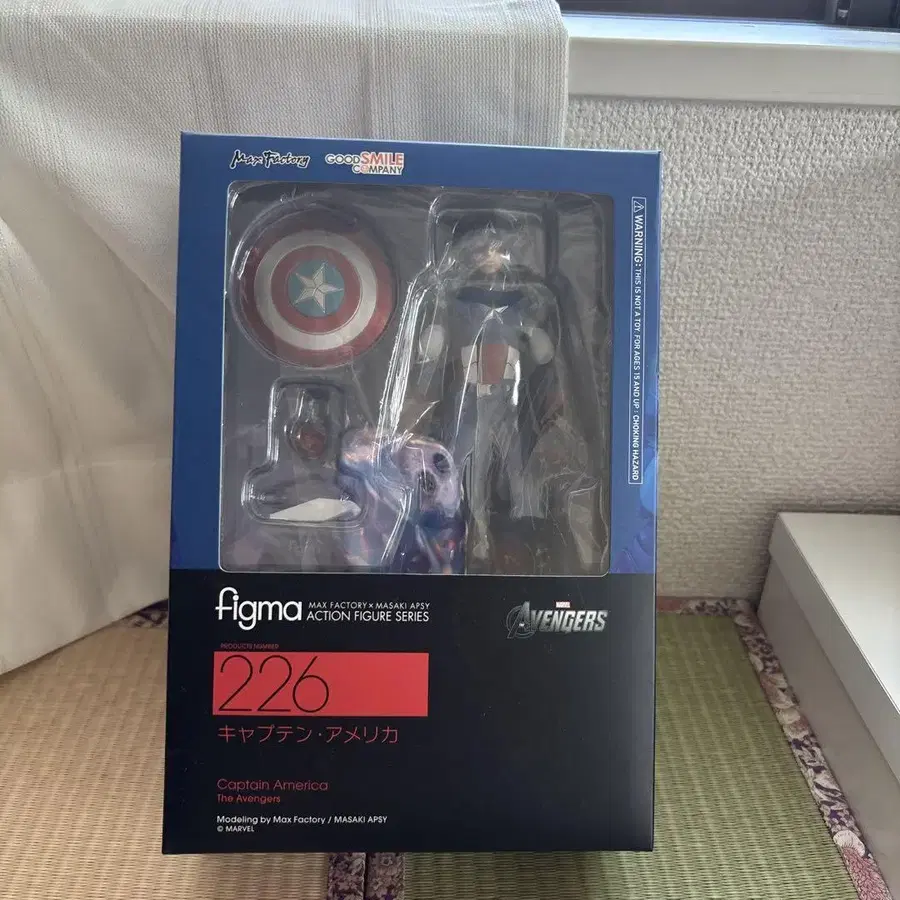 Max Factory
GOOD SMILE
COMPANY
⚠ WARNING: THIS IS NOT A TOY. FOR AGES 15 AND UP : CHOKING HAZARD
figma
MAX FACTORY × MASAKI APSY
ACTION FIGURE SERIES
MARVEL
AVENGERS
PRODUCTS NUMBER
226
キャプテン・アメリカ
Captain America
The Avengers
Modeling by Max Factory / MASAKI APSY
© MARVEL